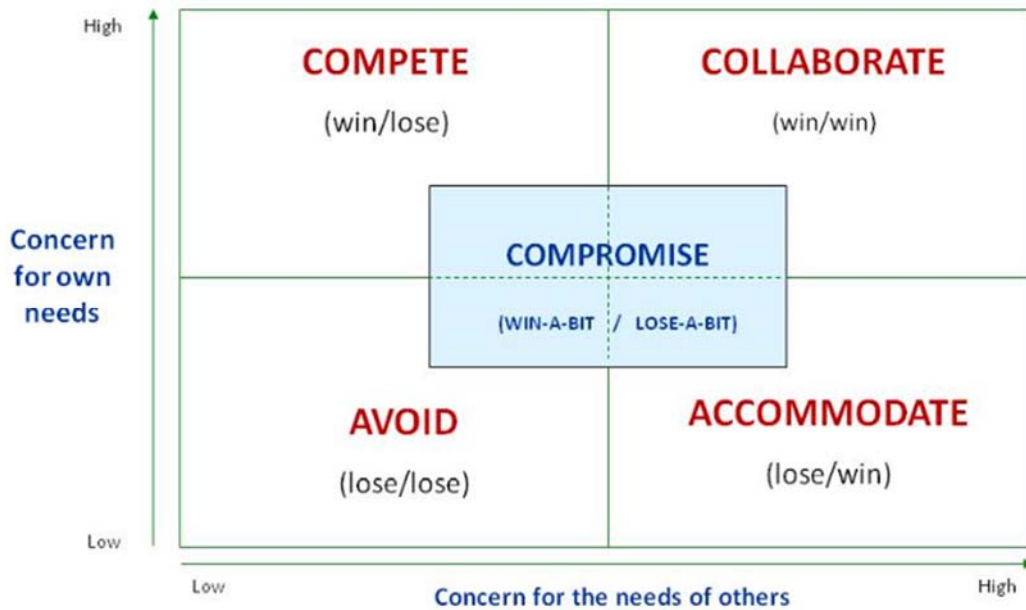 High
COMPETE
(win/lose)
COLLABORATE
(win/win)
Concern
for own
needs
COMPROMISE
(WIN-A-BIT / LOSE-A-BIT)
AVOID
(lose/lose)
ACCOMMODATE
(lose/win)
Low
Low
Concern for the needs of others
High